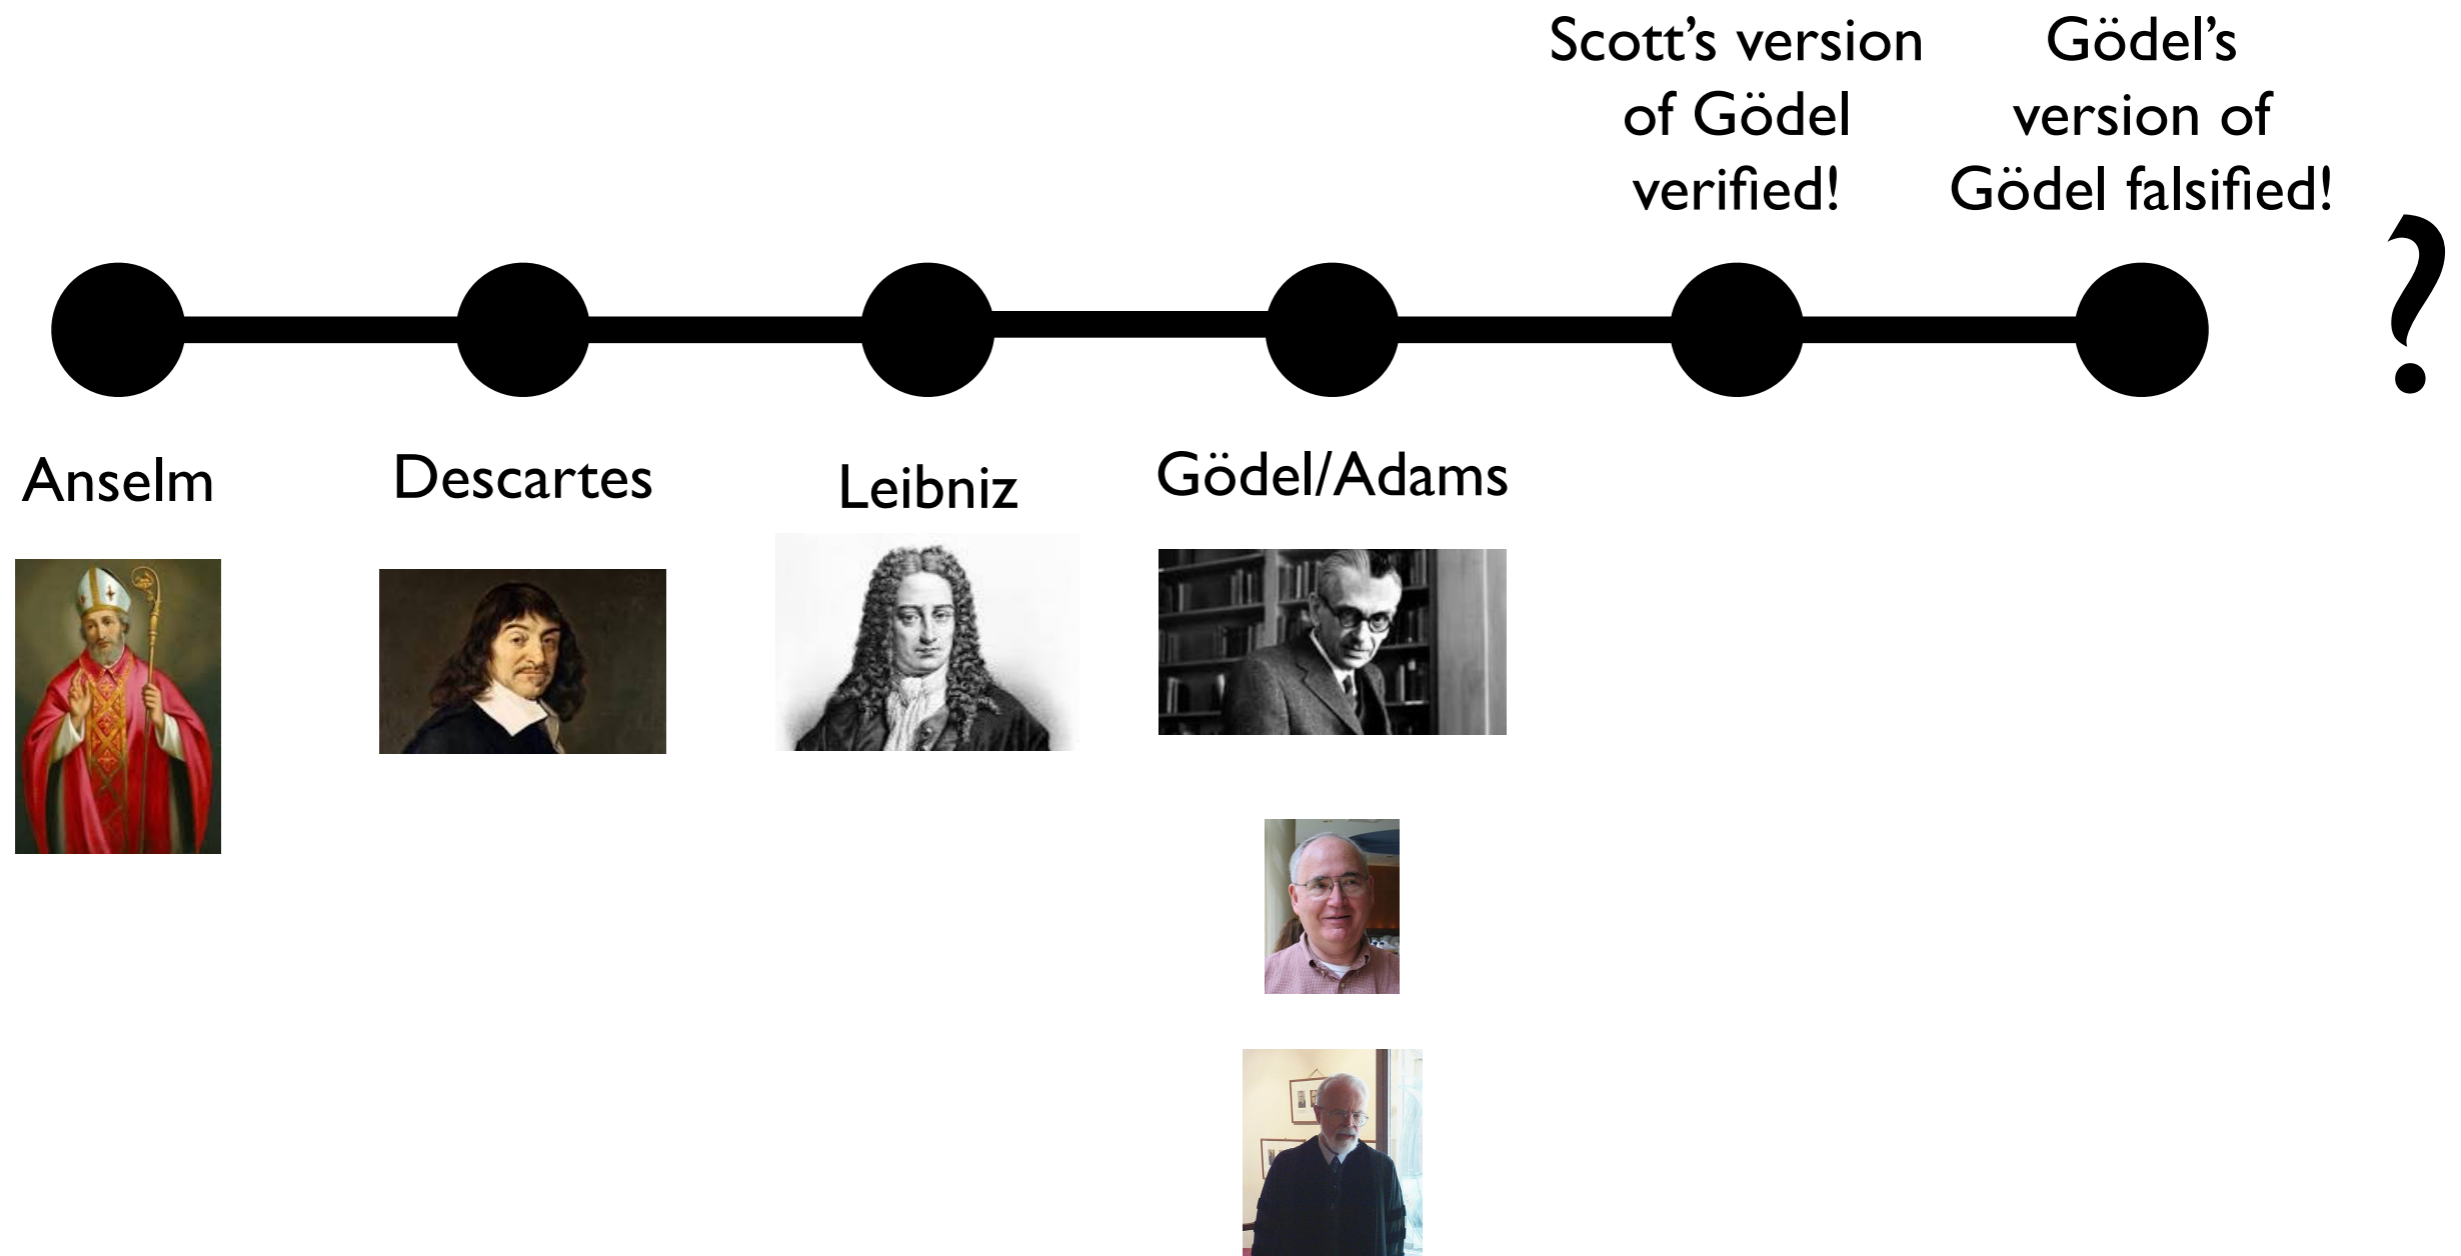 Scott’s version
of Gödel
verified!
Gödel’s
version of
Gödel falsified!
?
Anselm
Descartes
Leibniz
Gödel/Adams